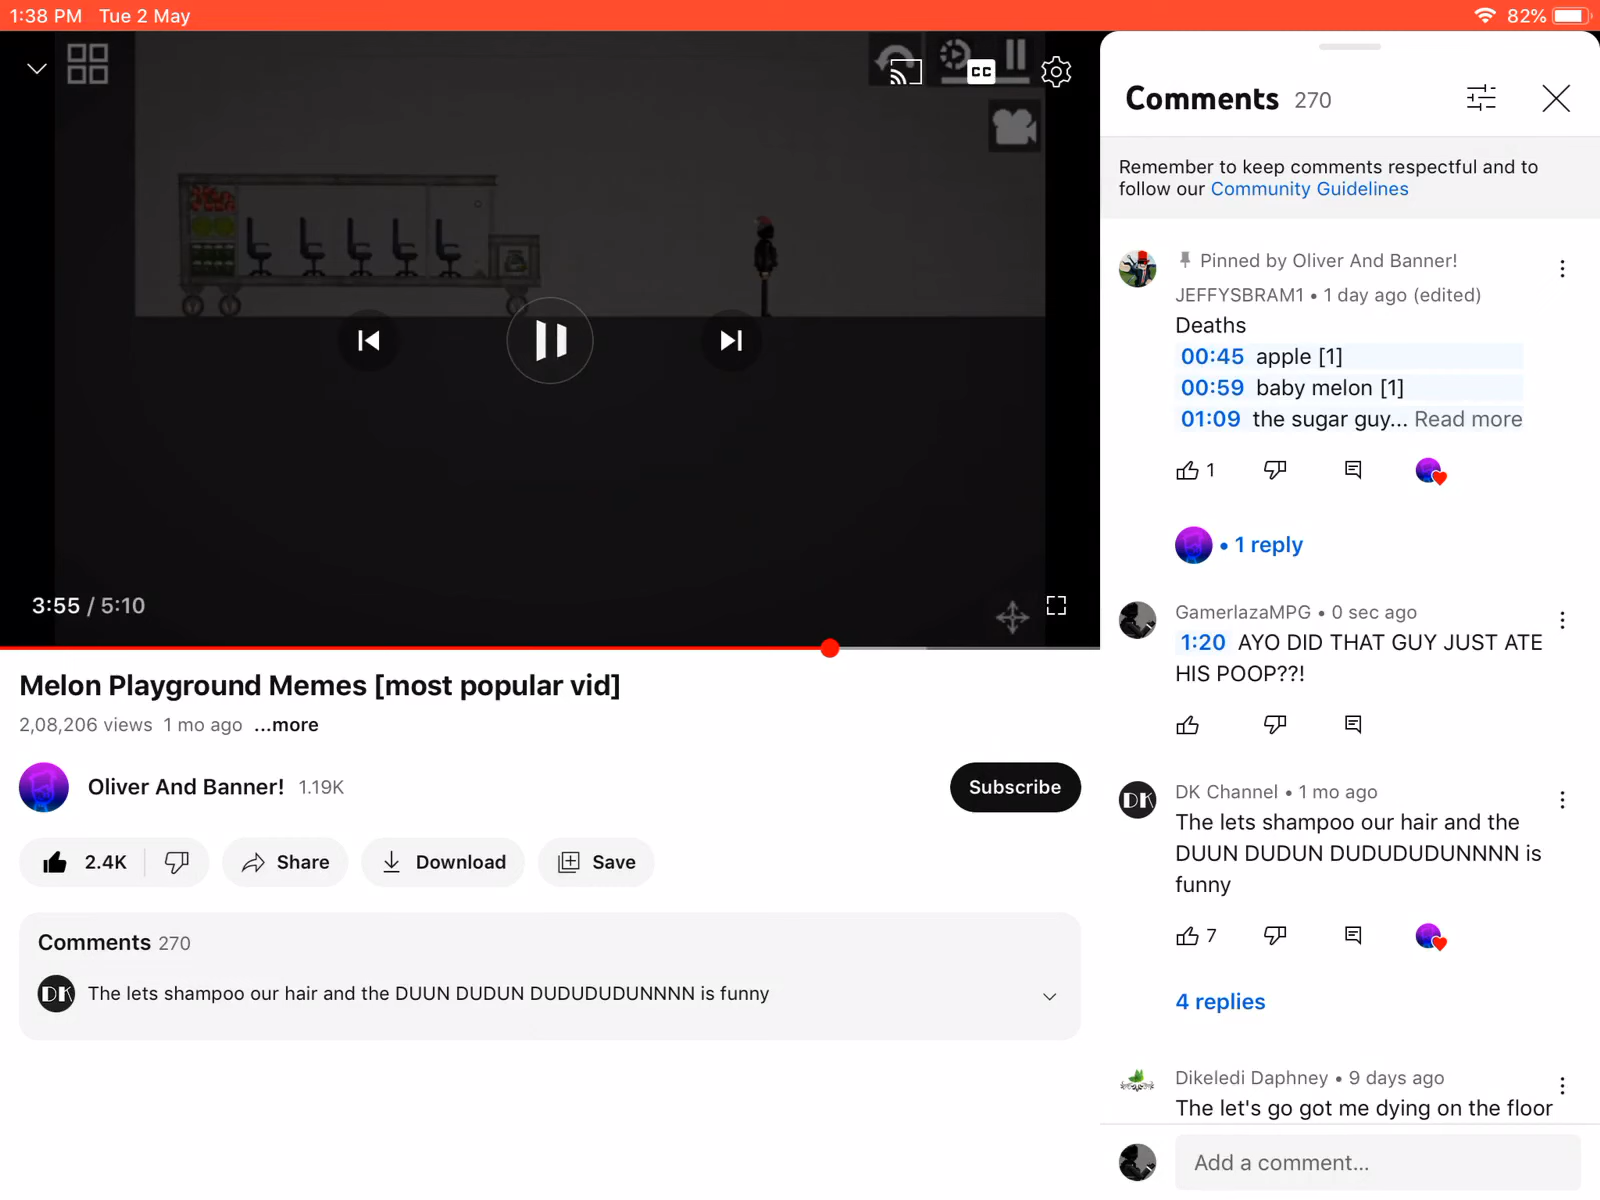 1:38 PM Tue 2 May
82%
CC
3:55 / 5:10
Melon Playground Memes [most popular vid]
2,08,206 views 1 mo ago ...more
Oliver And Banner! 1.19K
Subscribe
2.4K
Share
Download
Save
Comments 270
DK
The lets shampoo our hair and the DUUN DUDUN DUDUDUDUNNNN is funny
Comments 270
Remember to keep comments respectful and to
follow our Community Guidelines
Pinned by Oliver And Banner!
JEFFYSBRAM1 • 1 day ago (edited)
Deaths
00:45 apple [1]
00:59 baby melon [1]
01:09 the sugar guy... Read more
1
• 1 reply
GamerlazaMPG • 0 sec ago
1:20 AYO DID THAT GUY JUST ATE
HIS POOP??!
DK
DK Channel • 1 mo ago
The lets shampoo our hair and the
DUUN DUDUN DUDUDUDUNNNN is
funny
7
4 replies
Dikeledi Daphney • 9 days ago
The let's go got me dying on the floor
Add a comment...